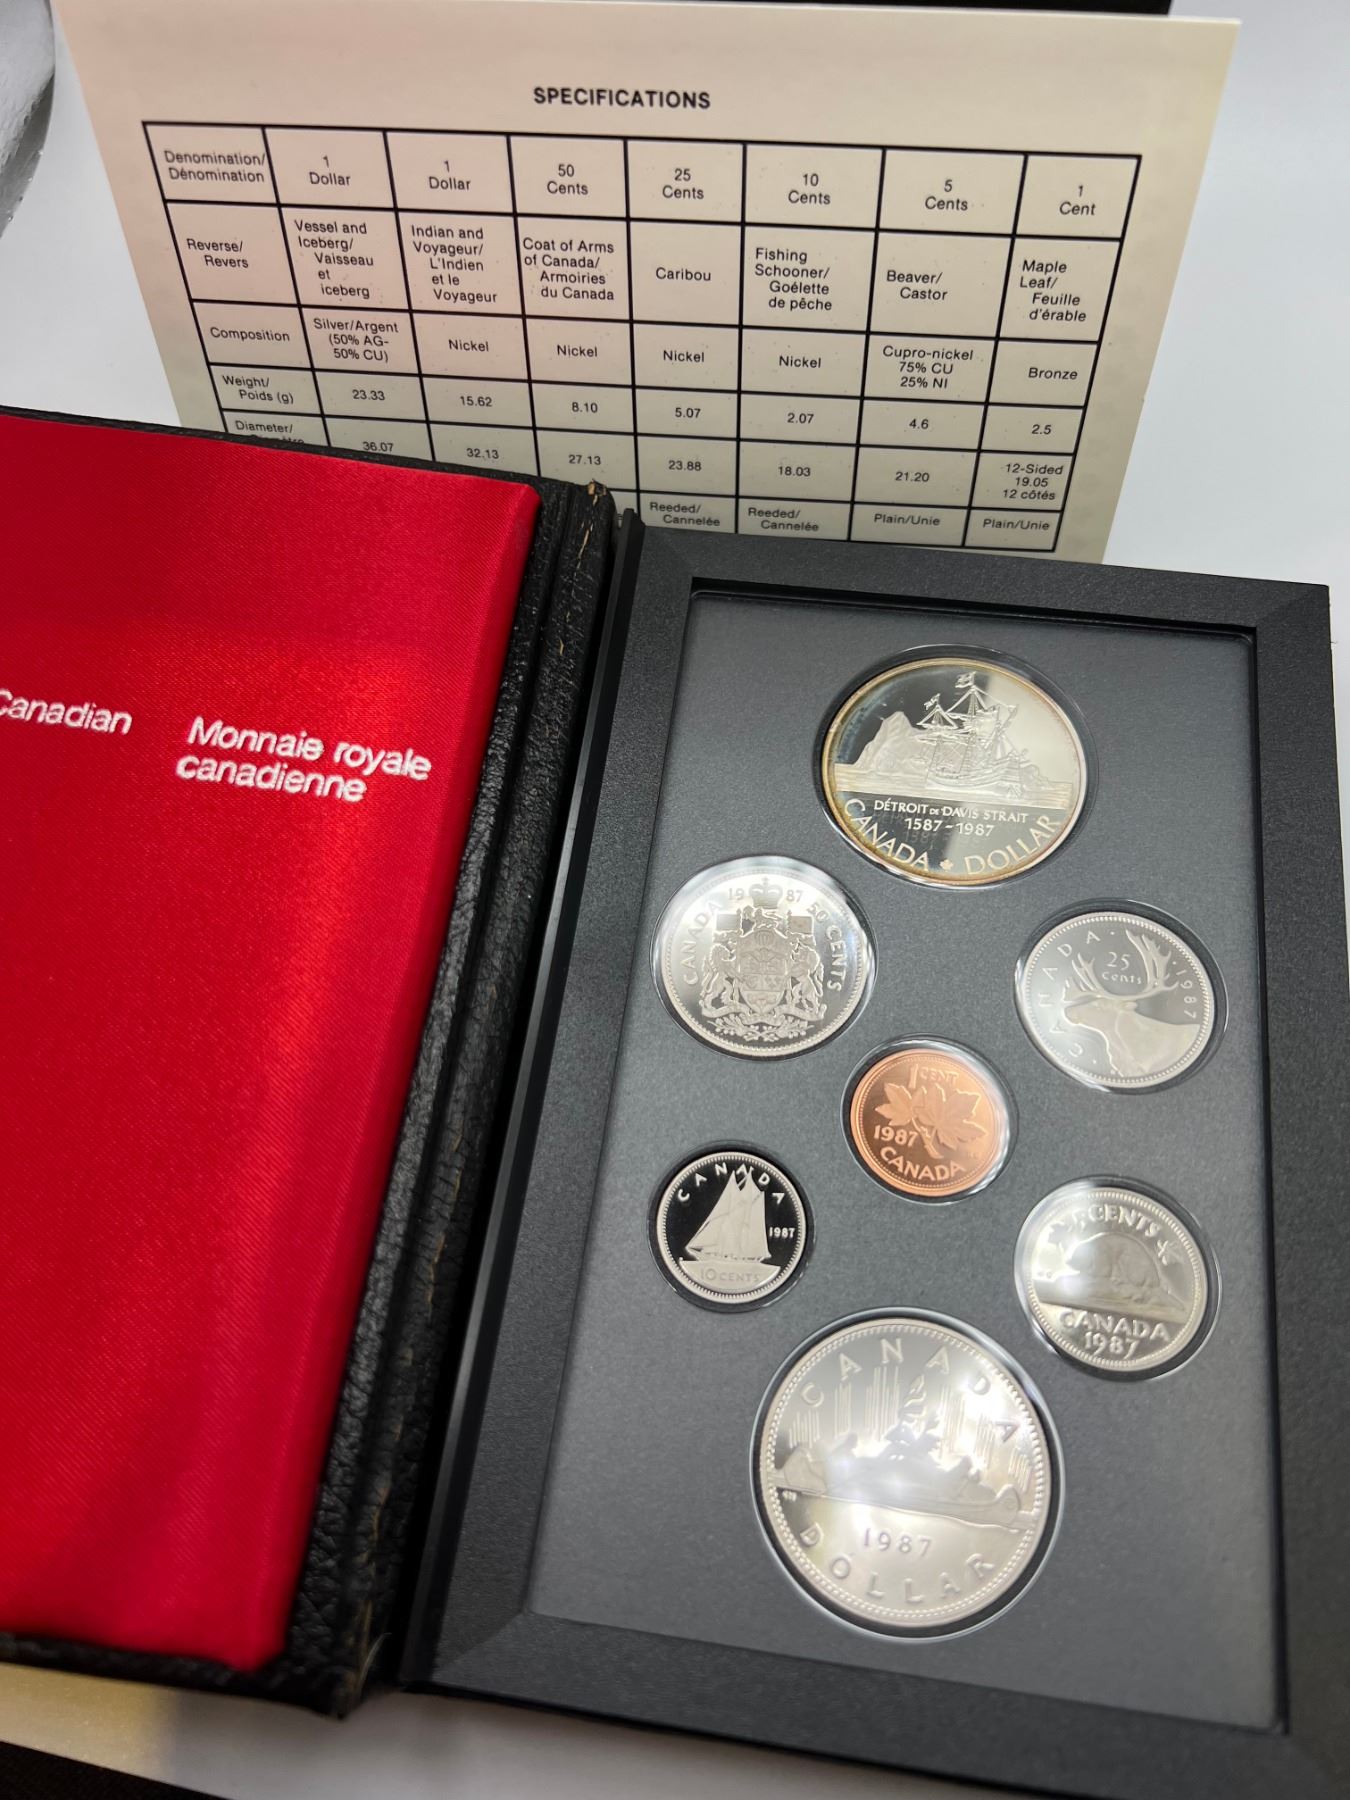 SPECIFICATIONS
Denomination/
Dénomination
1
Dollar
1
Dollar
50
Cents
25
Cents
10
Cents
5
Cents
1
Cent
Reverse/
Revers
Vessel and
Iceberg/
Vaisseau
et
iceberg
Indian and
Voyageur/
L'Indien
et le
Voyageur
Coat of Arms
of Canada/
Armoiries
du Canada
Caribou
Fishing
Schooner/
Goélette
de pêche
Beaver/
Castor
Maple
Leaf/
Feuille
d'érable
Composition
Silver/Argent
(50% AG-
50% CU)
Nickel
Nickel
Nickel
Nickel
Cupro-nickel
75% CU
25% NI
Bronze
Weight/
Poids (g)
23.33
15.62
8.10
5.07
2.07
4.6
2.5
Diameter/
36.07
32.13
27.13
23.88
18.03
21.20
12-Sided
19.05
12 côtés
Reeded/
Cannelée
Reeded/
Cannelée
Plain/Unie
Plain/Unie
Canadian
Monnaie royale
canadienne
DÉTROIT DE DAVIS STRAIT
1587-1987
CANADA DOLLAR
1987
CANADA 50 CENTS
CANADA 1987
25
Cents
1 CENT
1987
CANADA
CANADA
1987
10 CENTS
5 CENTS
CANADA
1987
CANADA
1987
DOLLAR